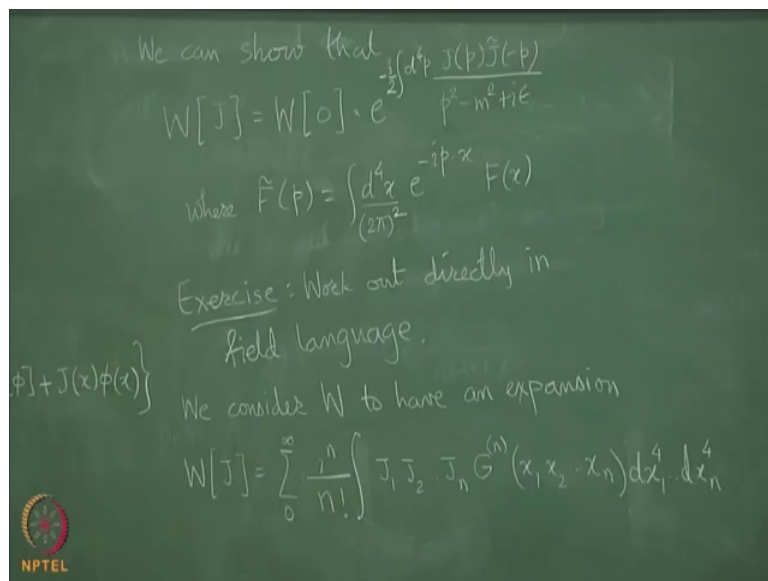 We can show that
W[J] = W[0] · e^{-\frac{i}{2}\int d^4p \frac{J(p) \tilde{J}(-p)}{p^2 - m^2 + i\epsilon}}
where \tilde{F}(p) = \int \frac{d^4x}{(2\pi)^2} e^{-ip·x} F(x)
Exercise : Work out directly in
field language.
ϕ] + J(x)ϕ(x)}
We consider W to have an expansion
W[J] = \sum_0^\infty \frac{i^n}{n!} \int J_1 J_2 .. J_n G^{(n)}(x_1 x_2 .. x_n) dx_1^4 .. dx_n^4
NPTEL